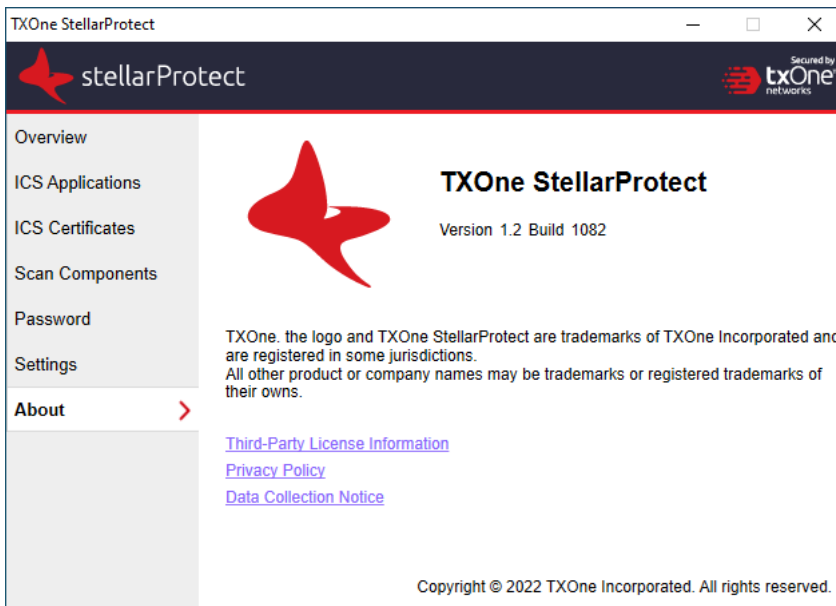 TXOne StellarProtect
stellarProtect
Secured by
txOne
networks
Overview
ICS Applications
ICS Certificates
Scan Components
Password
Settings
About
TXOne StellarProtect
Version 1.2 Build 1082
TXOne. the logo and TXOne StellarProtect are trademarks of TXOne Incorporated and
are registered in some jurisdictions.
All other product or company names may be trademarks or registered trademarks of
their owns.
Third-Party License Information
Privacy Policy
Data Collection Notice
Copyright © 2022 TXOne Incorporated. All rights reserved.